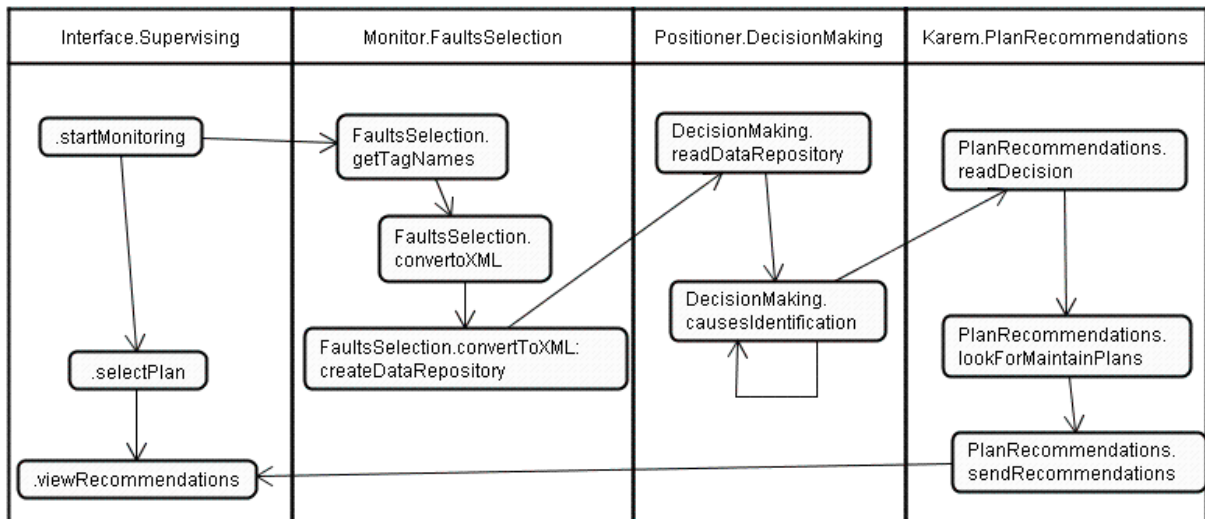 Interface.Supervising
Monitor.FaultsSelection
Positioner.DecisionMaking
Karem.PlanRecommendations
.startMonitoring
.selectPlan
.viewRecommendations
FaultsSelection.
getTagNames
FaultsSelection.
convertoXML
FaultsSelection.convertToXML:
createDataRepository
DecisionMaking.
readDataRepository
DecisionMaking.
causesIdentification
PlanRecommendations.
readDecision
PlanRecommendations.
lookForMaintainPlans
PlanRecommendations.
sendRecommendations